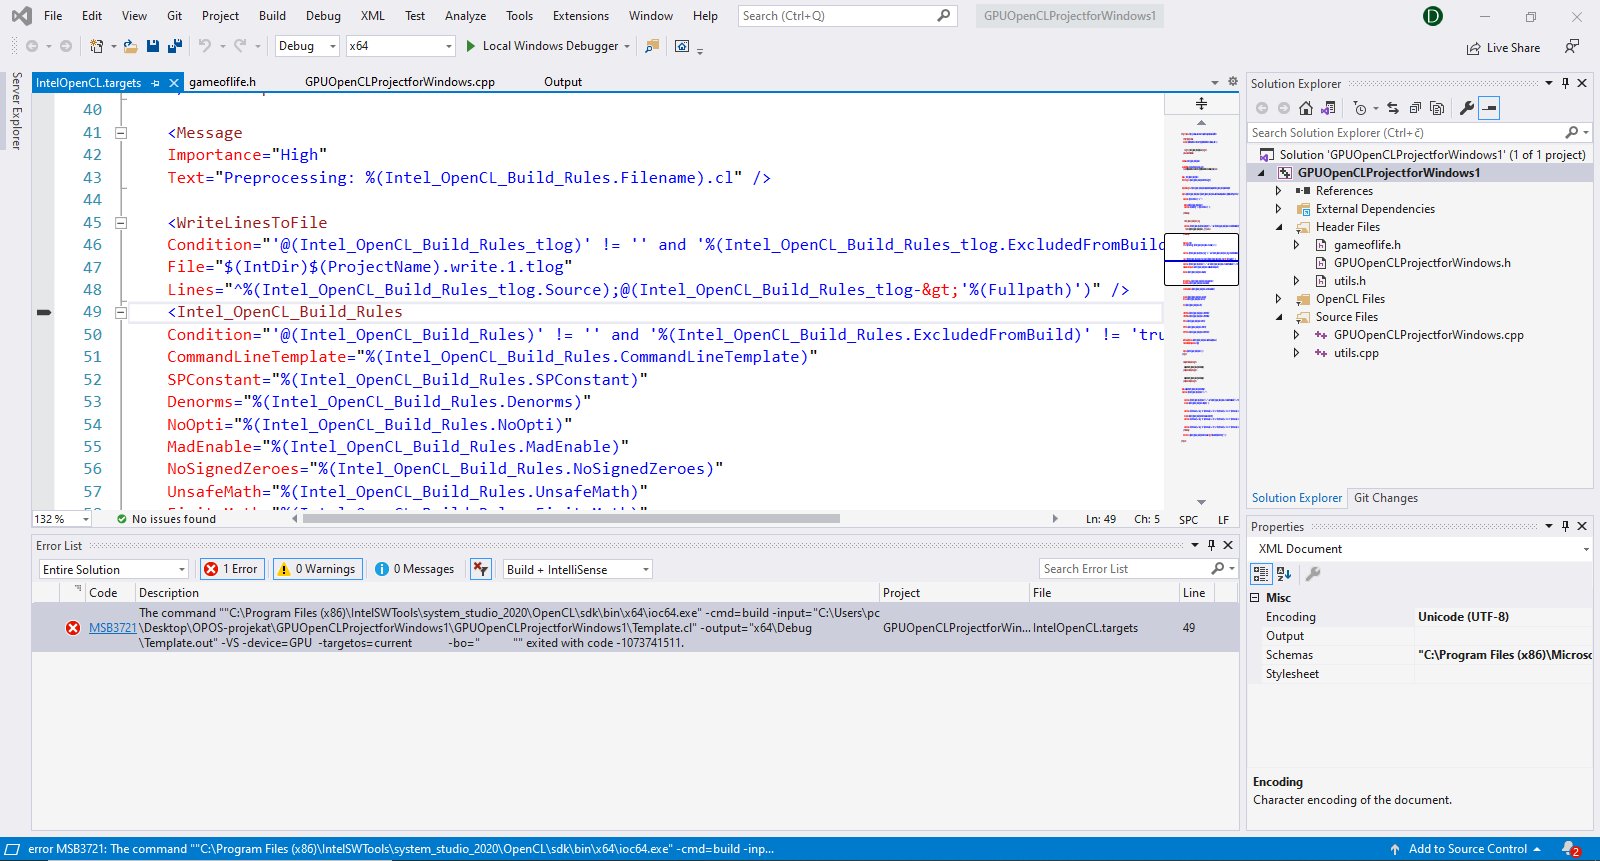 File Edit View Git Project Build Debug XML Test Analyze Tools Extensions Window Help Search (Ctrl+Q) GPUOpenCLProjectforWindows1 D
Debug x64 Local Windows Debugger Live Share
Server Explorer
IntelOpenCL.targets gameoflife.h GPUOpenCLProjectforWindows.cpp Output
40
41 <Message
42 Importance="High"
43 Text="Preprocessing: %(Intel_OpenCL_Build_Rules.Filename).cl" />
44
45 <WriteLinesToFile
46 Condition="'@(Intel_OpenCL_Build_Rules_tlog)' != '' and '%(Intel_OpenCL_Build_Rules_tlog.ExcludedFromBuild
47 File="$(IntDir)$(ProjectName).write.1.tlog"
48 Lines="^%(Intel_OpenCL_Build_Rules_tlog.Source);@(Intel_OpenCL_Build_Rules_tlog-&gt;'%(Fullpath)')" />
49 <Intel_OpenCL_Build_Rules
50 Condition="'@(Intel_OpenCL_Build_Rules)' != '' and '%(Intel_OpenCL_Build_Rules.ExcludedFromBuild)' != 'tru
51 CommandLineTemplate="%(Intel_OpenCL_Build_Rules.CommandLineTemplate)"
52 SPConstant="%(Intel_OpenCL_Build_Rules.SPConstant)"
53 Denorms="%(Intel_OpenCL_Build_Rules.Denorms)"
54 NoOpti="%(Intel_OpenCL_Build_Rules.NoOpti)"
55 MadEnable="%(Intel_OpenCL_Build_Rules.MadEnable)"
56 NoSignedZeroes="%(Intel_OpenCL_Build_Rules.NoSignedZeroes)"
57 UnsafeMath="%(Intel_OpenCL_Build_Rules.UnsafeMath)"
132 % No issues found Ln: 49 Ch: 5 SPC LF
Error List
Entire Solution 1 Error 0 Warnings 0 Messages Build + IntelliSense Search Error List
Code Description Project File Line
The command ""C:\Program Files (x86)\IntelSWTools\system_studio_2020\OpenCL\sdk\bin\x64\ioc64.exe" -cmd=build -input="C:\Users\pc
MSB3721 \Desktop\OPOS-projekat\GPUOpenCLProjectforWindows1\GPUOpenCLProjectforWindows1\Template.cl" -output="x64\Debug GPUOpenCLProjectforWin... IntelOpenCL.targets 49
\Template.out" -VS -device=GPU -targetos=current -bo=" "" exited with code -1073741511.
Solution Explorer
Search Solution Explorer (Ctrl+č)
Solution 'GPUOpenCLProjectforWindows1' (1 of 1 project)
GPUOpenCLProjectforWindows1
References
External Dependencies
Header Files
gameoflife.h
GPUOpenCLProjectforWindows.h
utils.h
OpenCL Files
Source Files
GPUOpenCLProjectforWindows.cpp
utils.cpp
Solution Explorer Git Changes
Properties
XML Document
Misc
Encoding Unicode (UTF-8)
Output
Schemas "C:\Program Files (x86)\Microso
Stylesheet
Encoding
Character encoding of the document.
error MSB3721: The command ""C:\Program Files (x86)\IntelSWTools\system_studio_2020\OpenCL\sdk\bin\x64\ioc64.exe" -cmd=build -inp... Add to Source Control 2